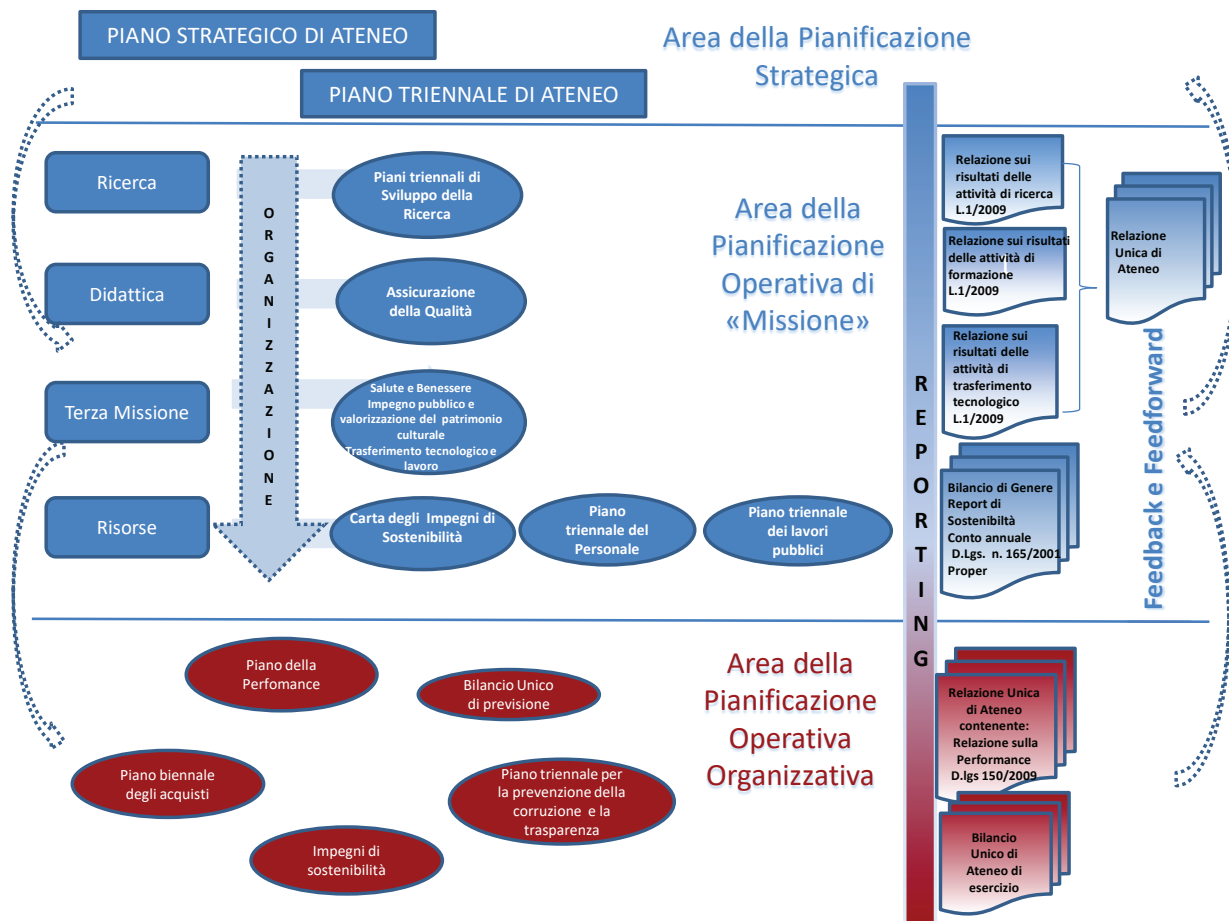 PIANO STRATEGICO DI ATENEO
Area della Pianificazione
Strategica
PIANO TRIENNALE DI ATENEO
Ricerca
Didattica
Terza Missione
Risorse
ORGANIZZAZIONE
Piani triennali di
Sviluppo della
Ricerca
Assicurazione
della Qualità
Salute e Benessere
Impegno pubblico e
valorizzazione del patrimonio
culturale
Trasferimento tecnologico e
lavoro
Carta degli Impegni di
Sostenibilità
Piano
triennale del
Personale
Piano triennale
dei lavori
pubblici
Area della
Pianificazione
Operativa di
«Missione»
REPORTING
Relazione sui
risultati delle
attività di ricerca
L.1/2009
Relazione sui risultati
delle attività di
formazione
L.1/2009
Relazione sui
risultati delle
attività di
trasferimento
tecnologico
L.1/2009
Relazione
Unica di
Ateneo
Bilancio di Genere
Report di
Sostenibiltà
Conto annuale
D.Lgs. n. 165/2001
Proper
Feedback e Feedforward
Piano della
Perfomance
Bilancio Unico
di previsione
Piano biennale
degli acquisti
Piano triennale per
la prevenzione della
corruzione e la
trasparenza
Impegni di
sostenibilità
Area della
Pianificazione
Operativa
Organizzativa
Relazione Unica
di Ateneo
contenente:
Relazione sulla
Performance
D.lgs 150/2009
Bilancio
Unico di
Ateneo di
esercizio